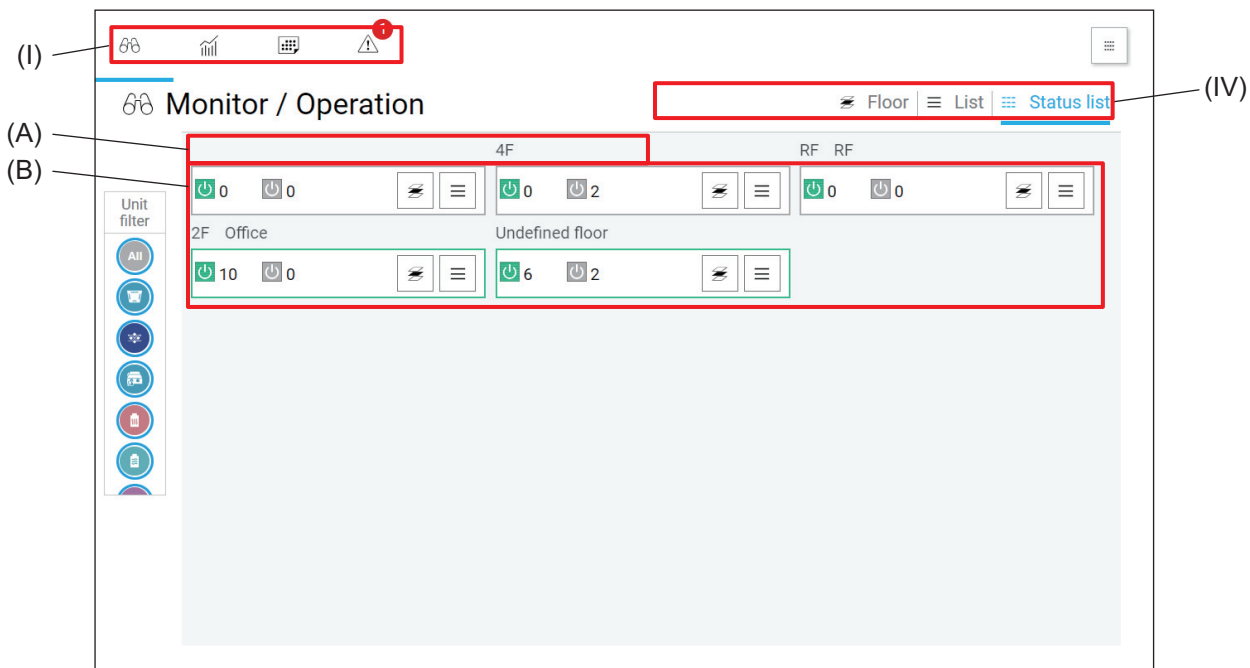 (I)
1
Monitor / Operation
Floor
List
Status list
(IV)
(A)
4F
RF RF
(B)
0 0
0 2
0 0
Unit
filter
2F Office
Undefined floor
All
10 0
6 2